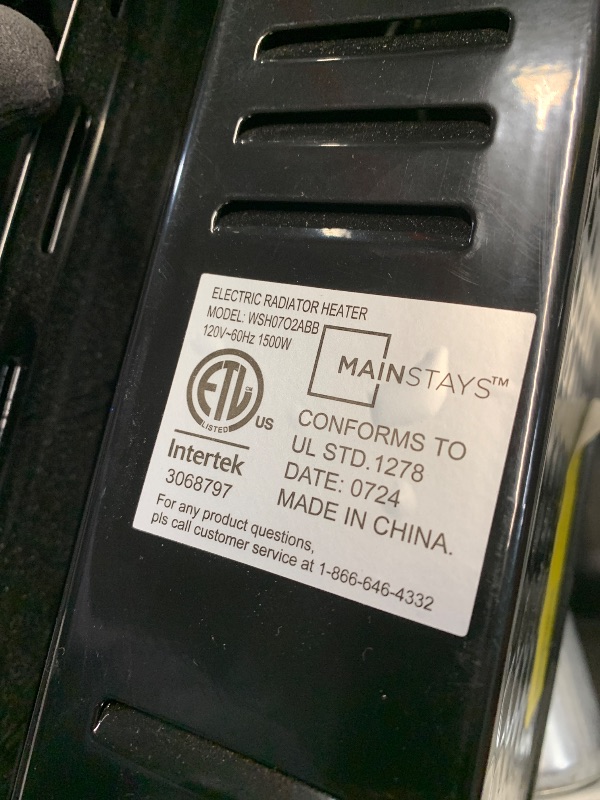 ELECTRIC RADIATOR HEATER
MODEL: WSH07O2ABB
120V~60Hz 1500W
MAINSTAYS™
ETL
CM
LISTED
US
Intertek
3068797
CONFORMS TO
UL STD. 1278
DATE: 0724
MADE IN CHINA.
For any product questions,
pls call customer service at 1-866-646-4332